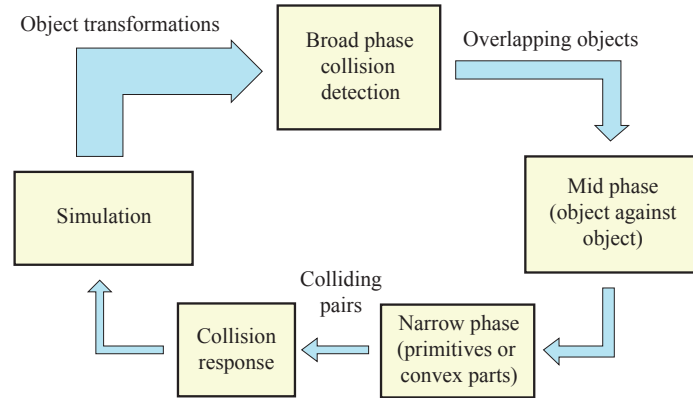 Object transformations
Broad phase
collision
detection
Overlapping objects
Mid phase
(object against
object)
Simulation
Colliding
pairs
Narrow phase
(primitives or
convex parts)
Collision
response